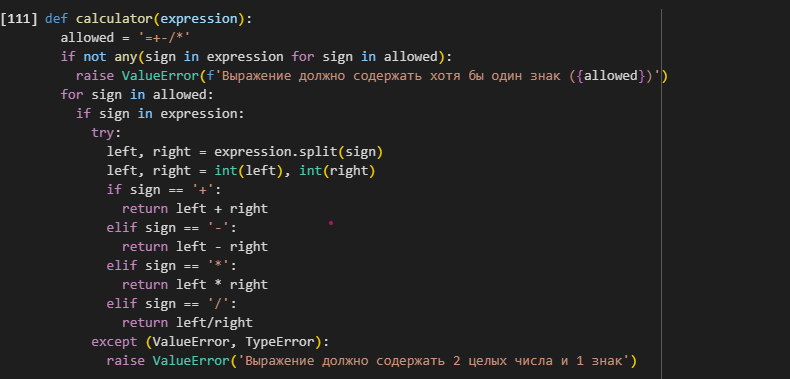 [111] def calculator(expression):
allowed = '=+-/*'
if not any(sign in expression for sign in allowed):
raise ValueError(f'Выражение должно содержать хотя бы один знак ({allowed})')
for sign in allowed:
if sign in expression:
try:
left, right = expression.split(sign)
left, right = int(left), int(right)
if sign == '+':
return left + right
elif sign == '-':
return left - right
elif sign == '*':
return left * right
elif sign == '/':
return left/right
except (ValueError, TypeError):
raise ValueError('Выражение должно содержать 2 целых числа и 1 знак')